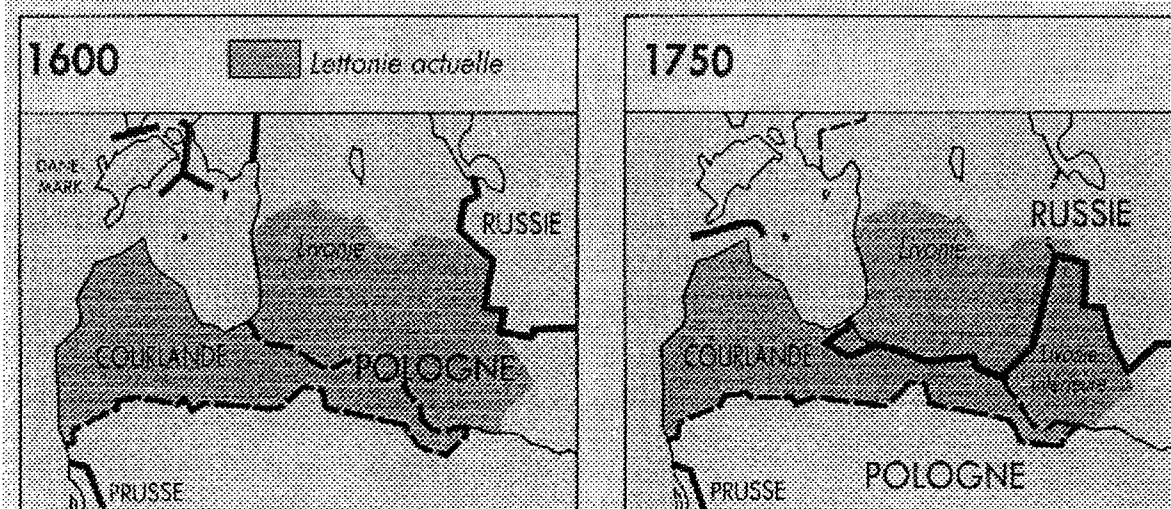 1600
Lettonie actuelle
DANE
MARK
RUSSIE
Livonie
COURLANDE
POLOGNE
PRUSSE
1750
RUSSIE
Livonie
COURLANDE
Livonie
POLOGNE
PRUSSE